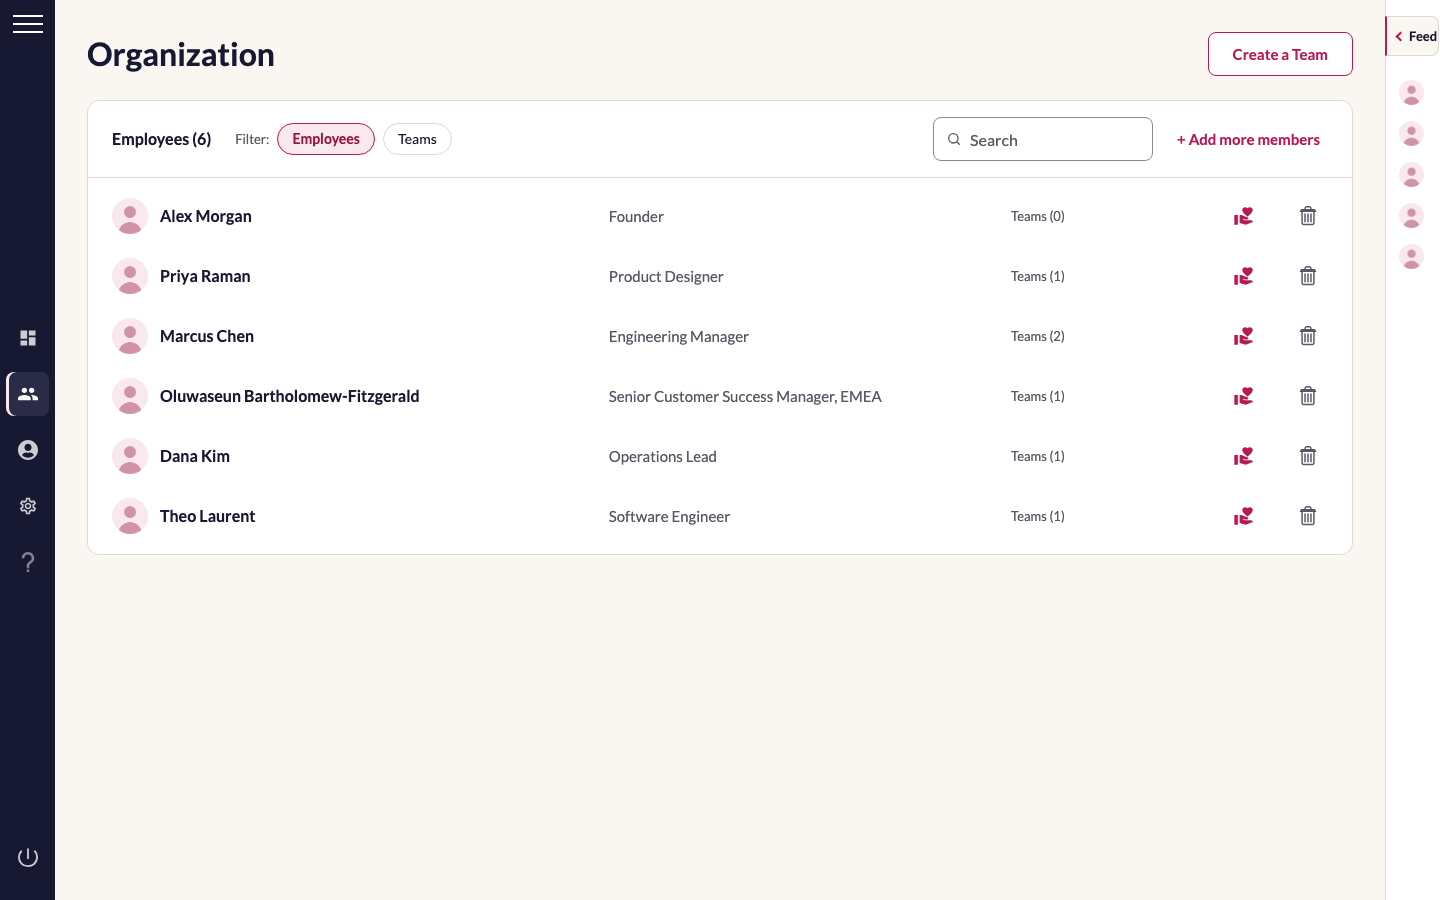 Organization
Create a Team
Feed
Employees (6)
Filter:
Employees
Teams
Search
+ Add more members
Alex Morgan
Founder
Teams (0)
Priya Raman
Product Designer
Teams (1)
Marcus Chen
Engineering Manager
Teams (2)
Oluwaseun Bartholomew-Fitzgerald
Senior Customer Success Manager, EMEA
Teams (1)
Dana Kim
Operations Lead
Teams (1)
Theo Laurent
Software Engineer
Teams (1)